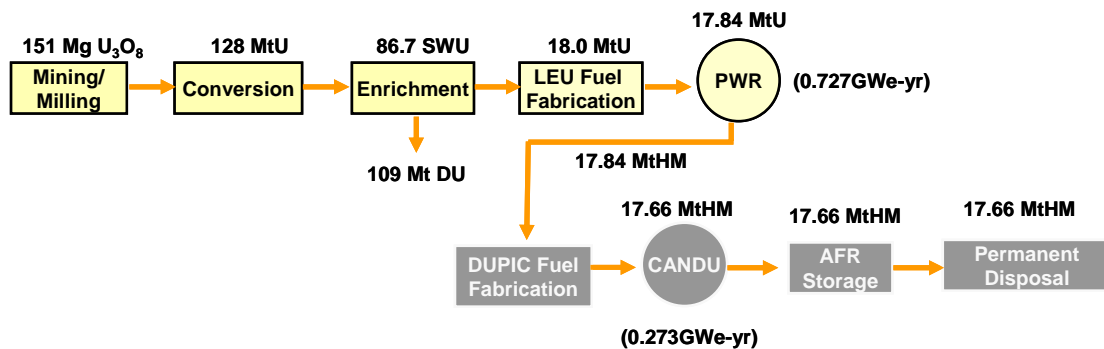 151 Mg U₃O₈
Mining/
Milling
128 MtU
Conversion
86.7 SWU
Enrichment
109 Mt DU
18.0 MtU
LEU Fuel
Fabrication
17.84 MtU
PWR
(0.727GWe-yr)
17.84 MtHM
DUPIC Fuel
Fabrication
17.66 MtHM
CANDU
(0.273GWe-yr)
17.66 MtHM
AFR
Storage
17.66 MtHM
Permanent
Disposal